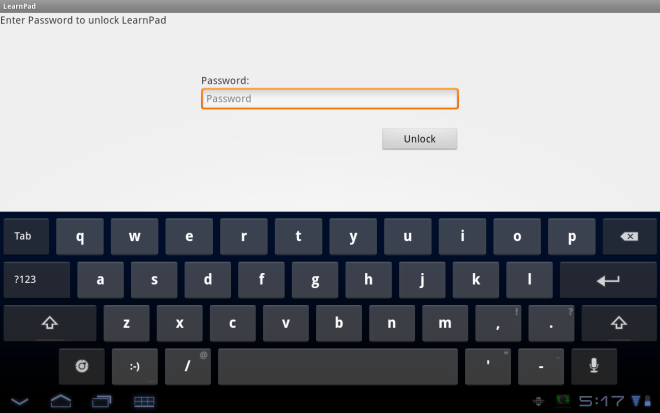 LearnPad
Enter Password to unlock LearnPad
Password:
Password
Unlock
Tab q w e r t y u i o p
?123 a s d f g h j k l
z x c v b n m , ! . ?
:-) / @ ' " - _
5:17